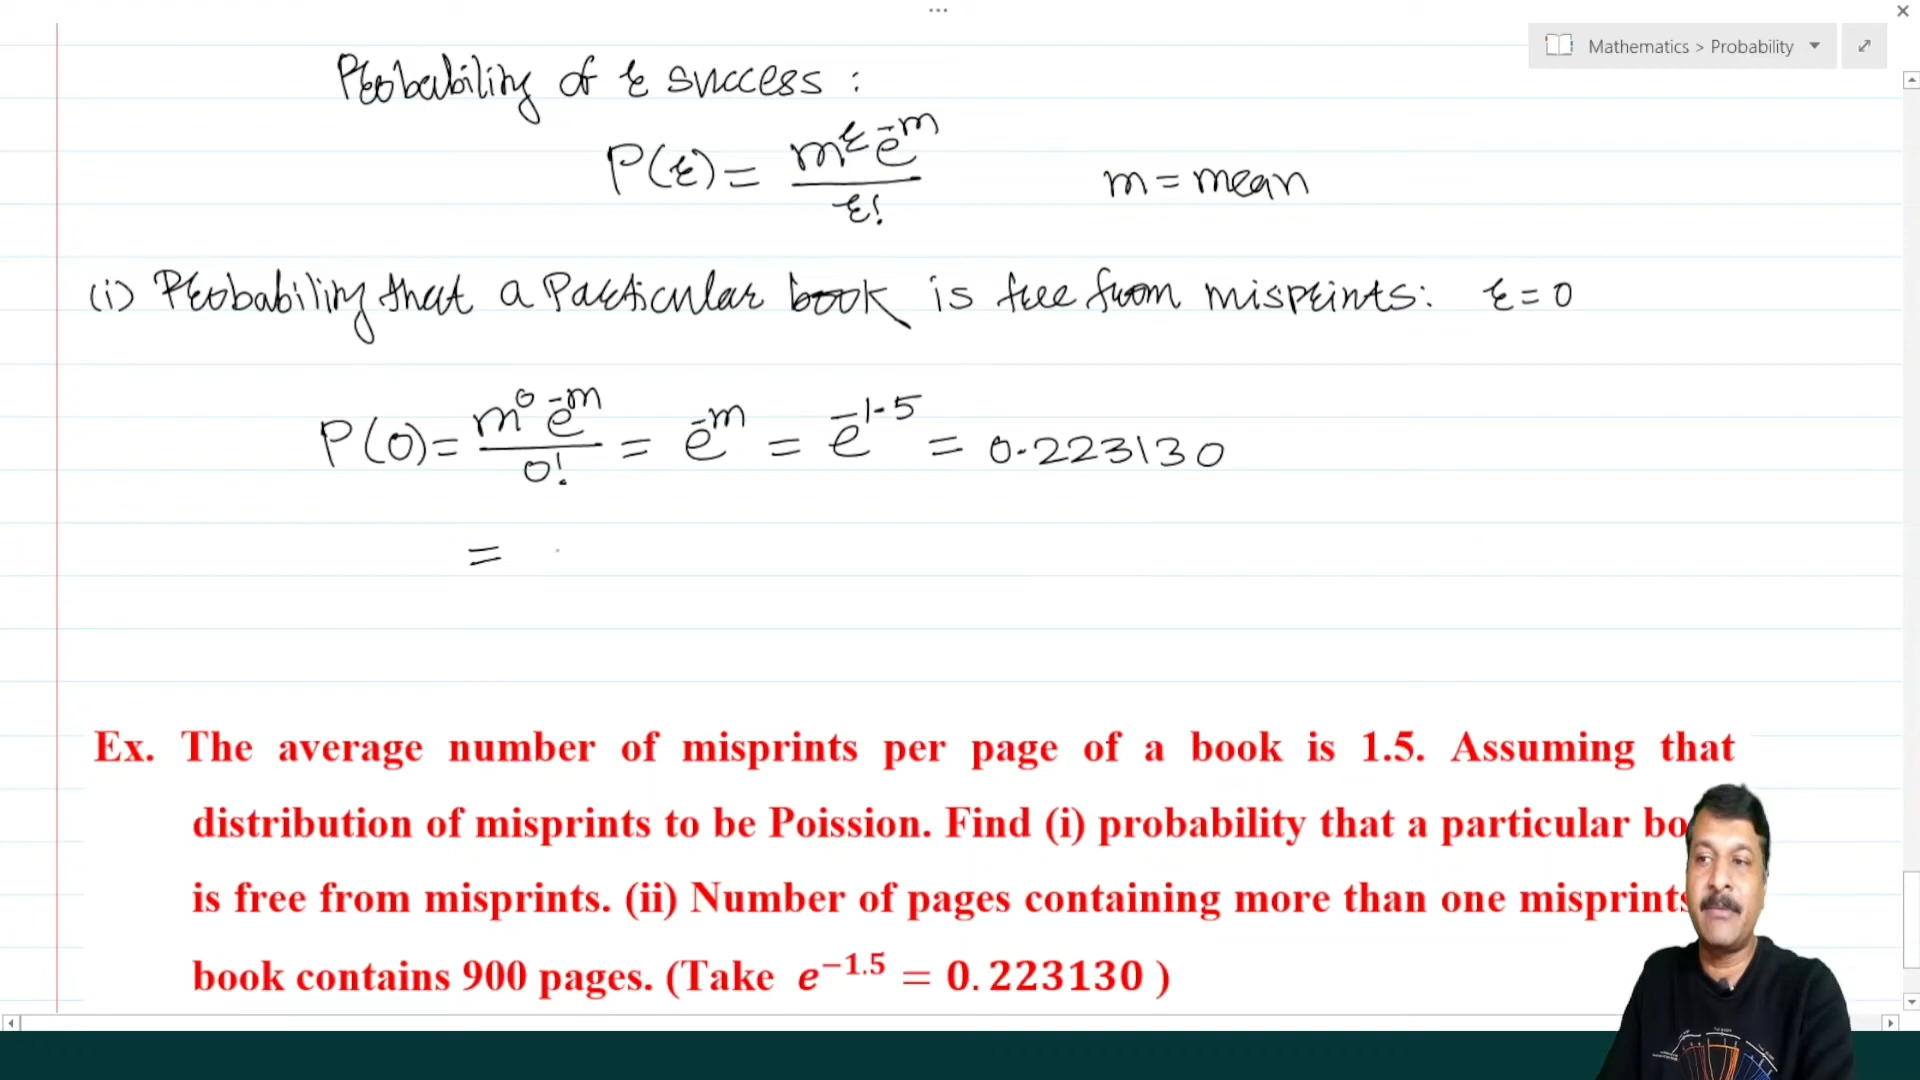 Mathematics > Probability
Probability of r success :
P(r) = m^r e^-m / r!
m = mean
(i) Probability that a Particular book is free from misprints: r = 0
P(0) = m^0 e^-m / 0! = e^-m = e^-1.5 = 0.223130
=
Ex. The average number of misprints per page of a book is 1.5. Assuming that
distribution of misprints to be Poission. Find (i) probability that a particular bo
is free from misprints. (ii) Number of pages containing more than one misprints
book contains 900 pages. (Take e^−1.5 = 0.223130 )